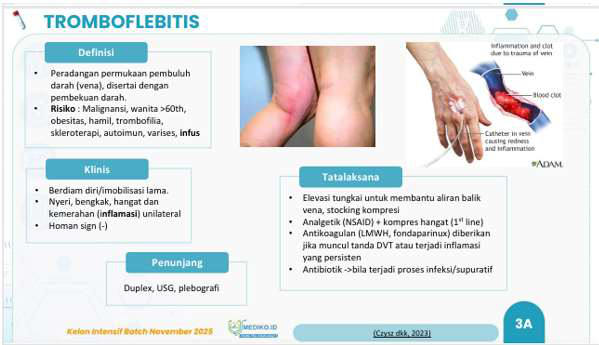 TROMBOFLEBITIS
Definisi
• Peradangan permukaan pembuluh
darah (vena), disertai dengan
pembekuan darah.
• Risiko : Malignansi, wanita >60th,
obesitas, hamil, trombofilia,
skleroterapi, autoimun, varises, infus
Inflammation and clot
due to trauma of vein
Vein
Blood clot
Catheter in vein
causing redness
and inflammation
ADAM.
Klinis
• Berdiam diri/imobilisasi lama.
• Nyeri, bengkak, hangat dan
kemerahan (inflamasi) unilateral
• Homan sign (-)
Tatalaksana
• Elevasi tungkai untuk membantu aliran balik
vena, stocking kompresi
• Analgetik (NSAID) + kompres hangat (1st line)
• Antikoagulan (LMWH, fondaparinux) diberikan
jika muncul tanda DVT atau terjadi inflamasi
yang persisten
• Antibiotik ->bila terjadi proses infeksi/supuratif
Penunjang
Duplex, USG, plebografi
Kelan Intensif Batch November 2025
MEDIKO.ID
(Czysz dkk, 2023)
3A